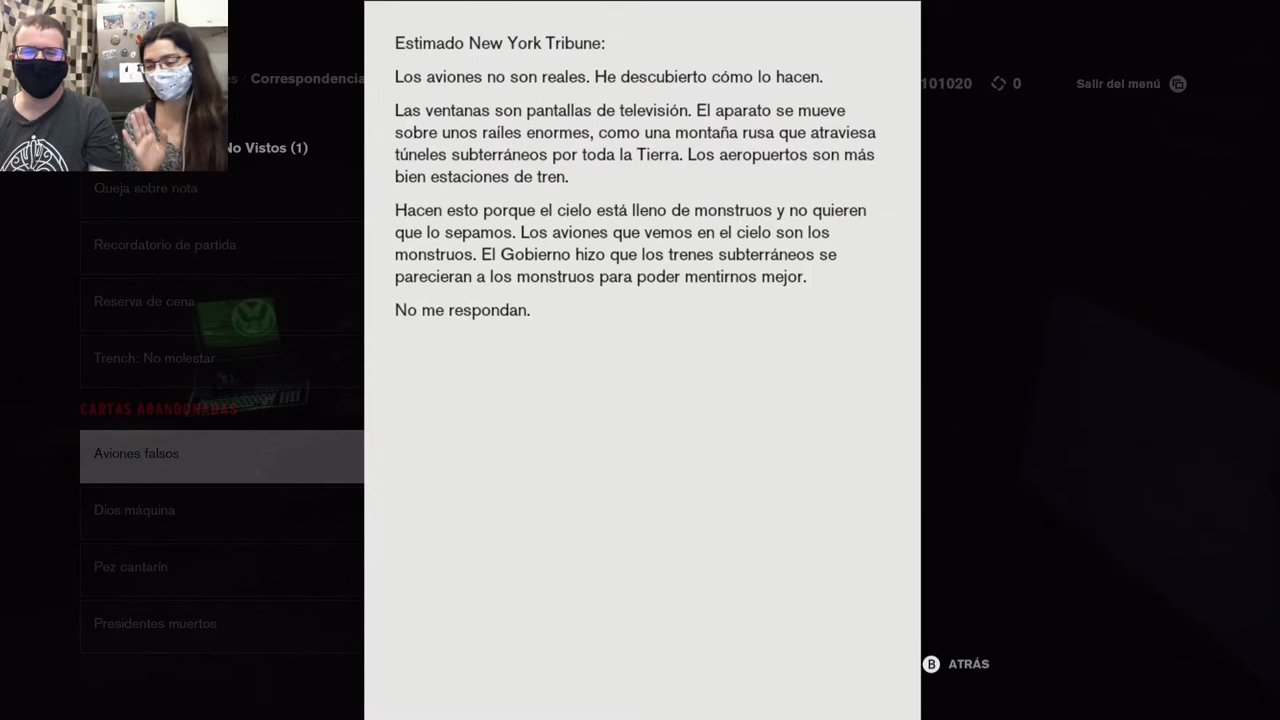 Estimado New York Tribune:
Los aviones no son reales. He descubierto cómo lo hacen.
Las ventanas son pantallas de televisión. El aparato se mueve
sobre unos raíles enormes, como una montaña rusa que atraviesa
túneles subterráneos por toda la Tierra. Los aeropuertos son más
bien estaciones de tren.
Hacen esto porque el cielo está lleno de monstruos y no quieren
que lo sepamos. Los aviones que vemos en el cielo son los
monstruos. El Gobierno hizo que los trenes subterráneos se
parecieran a los monstruos para poder mentirnos mejor.
No me respondan.
Correspondencia
101020
0
Salir del menú
No Vistos (1)
Queja sobre nota
Recordatorio de partida
Reserva de cena
Trench: No molestar
CARTAS ABANDONADAS
Aviones falsos
Dios máquina
Pez cantarín
Presidentes muertos
B ATRÁS